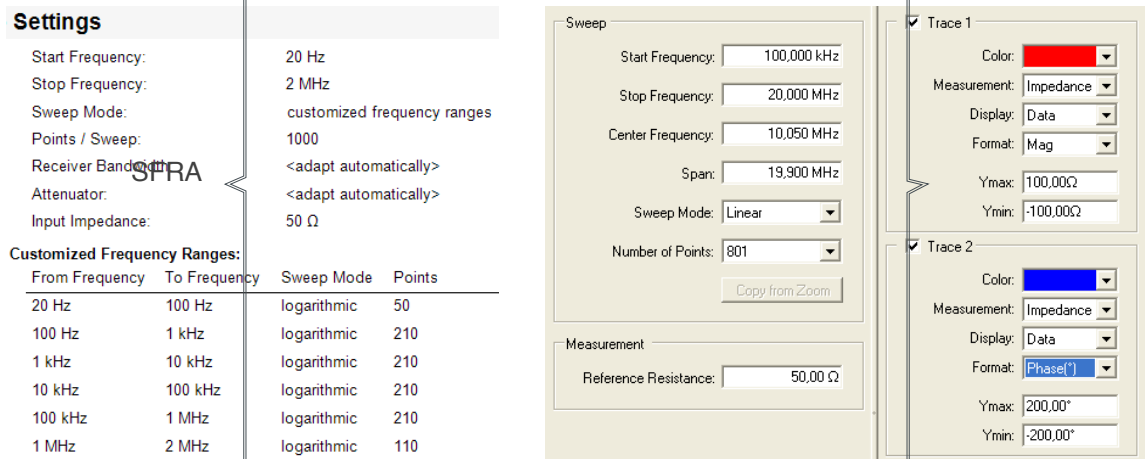 Settings
Start Frequency: 20 Hz
Stop Frequency: 2 MHz
Sweep Mode: customized frequency ranges
Points / Sweep: 1000
Receiver Bandwidth: <adapt automatically>
SFRA
Attenuator: <adapt automatically>
Input Impedance: 50 Ω
Customized Frequency Ranges:
From Frequency To Frequency Sweep Mode Points
20 Hz 100 Hz logarithmic 50
100 Hz 1 kHz logarithmic 210
1 kHz 10 kHz logarithmic 210
10 kHz 100 kHz logarithmic 210
100 kHz 1 MHz logarithmic 210
1 MHz 2 MHz logarithmic 110
Sweep
Start Frequency: 100,000 kHz
Stop Frequency: 20,000 MHz
Center Frequency: 10,050 MHz
Span: 19,900 MHz
Sweep Mode: Linear
Number of Points: 801
Copy from Zoom
Measurement
Reference Resistance: 50,00 Ω
Trace 1
Color:
Measurement: Impedance
Display: Data
Format: Mag
Ymax: 100,00Ω
Ymin: -100,00Ω
Trace 2
Color:
Measurement: Impedance
Display: Data
Format: Phase(°)
Ymax: 200,00°
Ymin: -200,00°